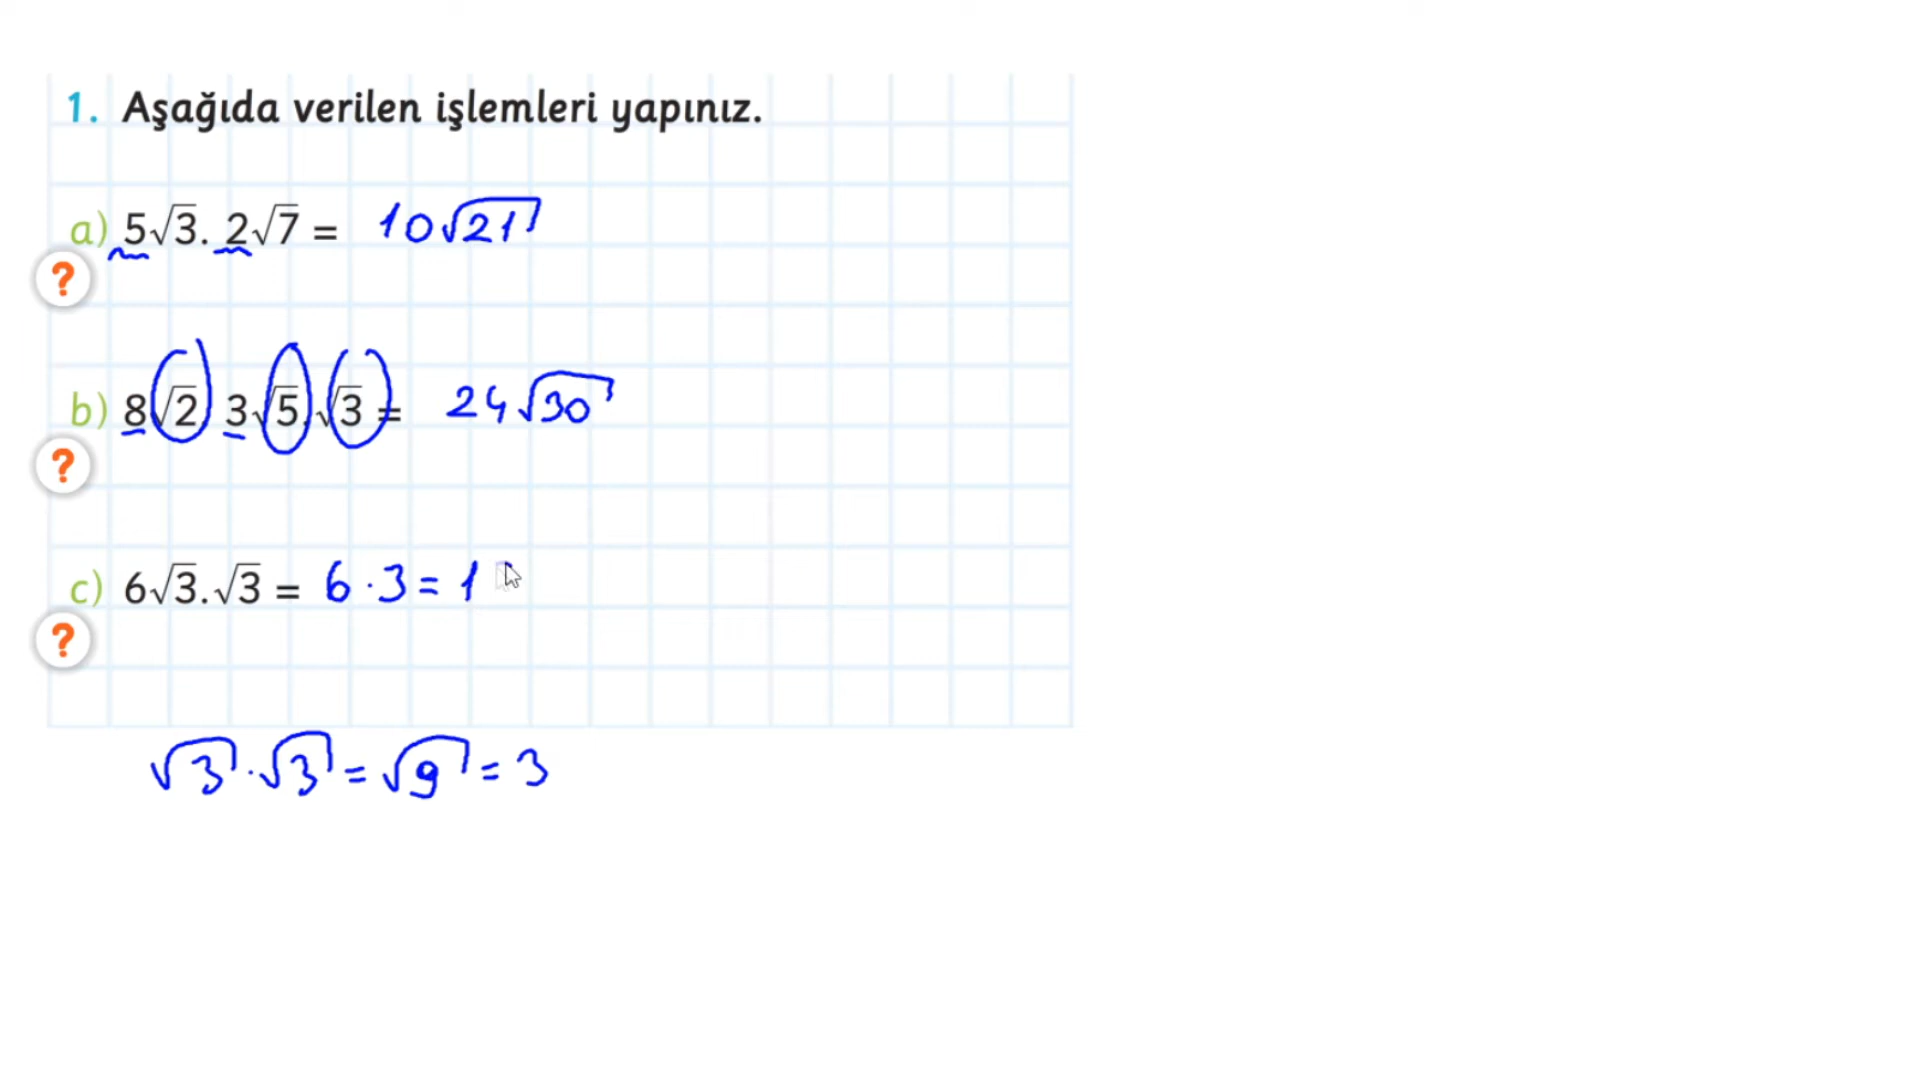 1. Aşağıda verilen işlemleri yapınız.
a) 5√3. 2√7 = 10√21
?
b) 8√2 3√5.√3 = 24√30
?
c) 6√3.√3 = 6·3=1
?
√3·√3=√9=3